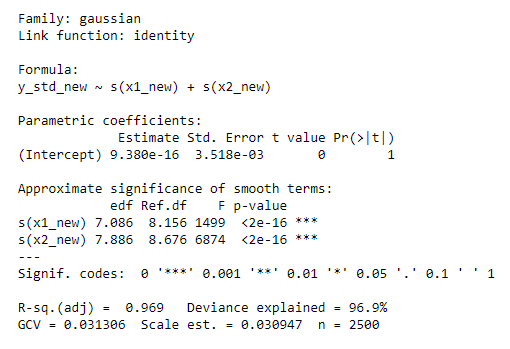 Family: gaussian
Link function: identity

Formula:
y_std_new ~ s(x1_new) + s(x2_new)

Parametric coefficients:
             Estimate Std. Error t value Pr(>|t|)
(Intercept) 9.380e-16  3.518e-03       0        1

Approximate significance of smooth terms:
            edf Ref.df    F p-value
s(x1_new) 7.086  8.156 1499  <2e-16 ***
s(x2_new) 7.886  8.676 6874  <2e-16 ***
---
Signif. codes:  0 '***' 0.001 '**' 0.01 '*' 0.05 '.' 0.1 ' ' 1

R-sq.(adj) =  0.969   Deviance explained = 96.9%
GCV = 0.031306  Scale est. = 0.030947  n = 2500